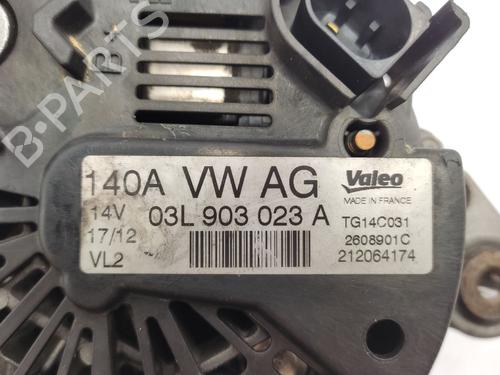 B-PARTS
140A VW AG
14V 03L 903 023 A
17/12
VL2
Valeo
MADE IN FRANCE
TG14C031
2608901C
212064174